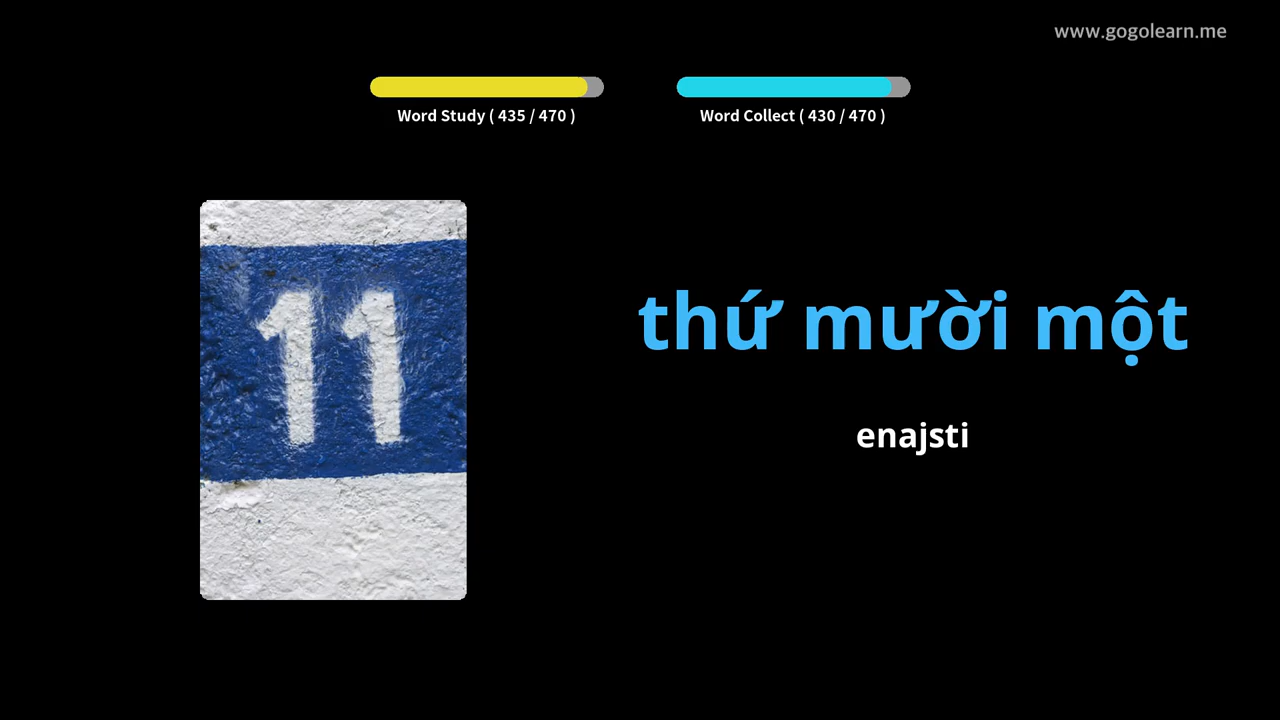 www.gogolearn.me
Word Study ( 435 / 470 )
Word Collect ( 430 / 470 )
11
thứ mười một
enajsti